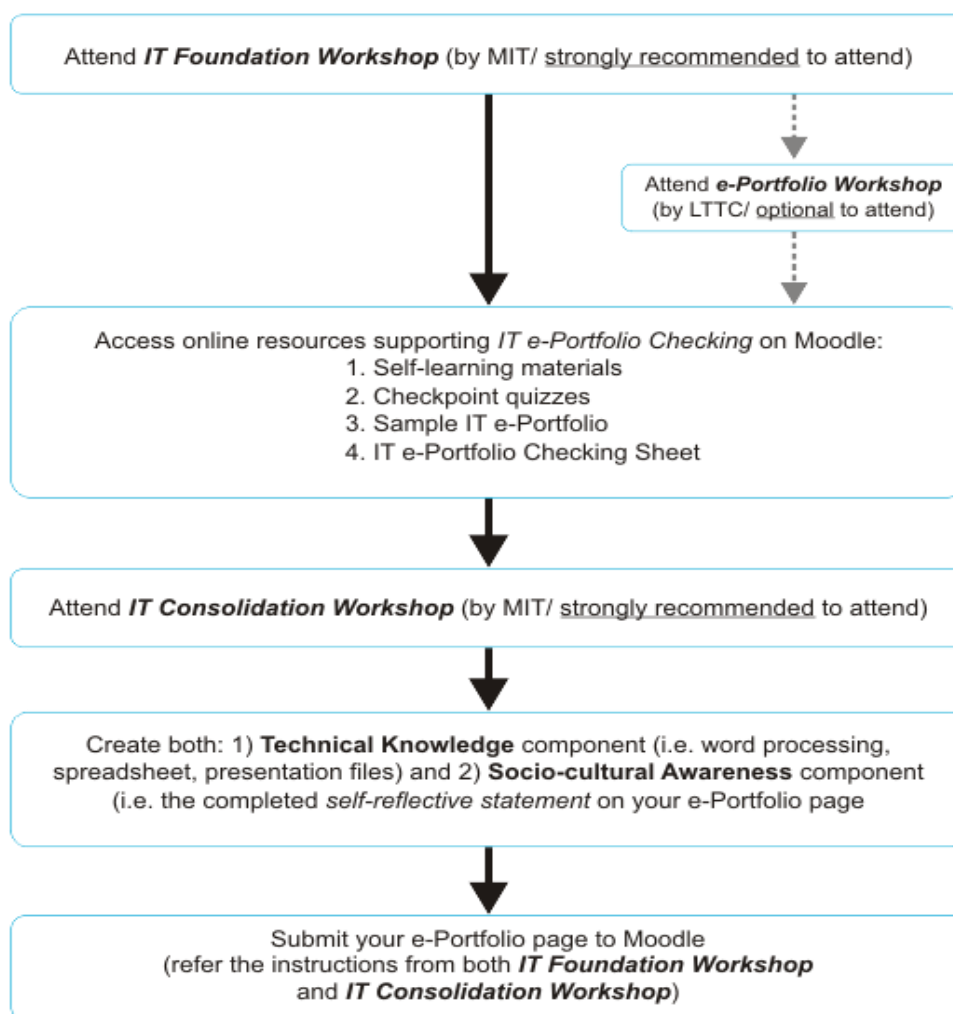 Attend IT Foundation Workshop (by MIT/ strongly recommended to attend)
Attend e-Portfolio Workshop
(by LTTC/ optional to attend)
Access online resources supporting IT e-Portfolio Checking on Moodle:
1. Self-learning materials
2. Checkpoint quizzes
3. Sample IT e-Portfolio
4. IT e-Portfolio Checking Sheet
Attend IT Consolidation Workshop (by MIT/ strongly recommended to attend)
Create both: 1) Technical Knowledge component (i.e. word processing,
spreadsheet, presentation files) and 2) Socio-cultural Awareness component
(i.e. the completed self-reflective statement on your e-Portfolio page
Submit your e-Portfolio page to Moodle
(refer the instructions from both IT Foundation Workshop
and IT Consolidation Workshop)